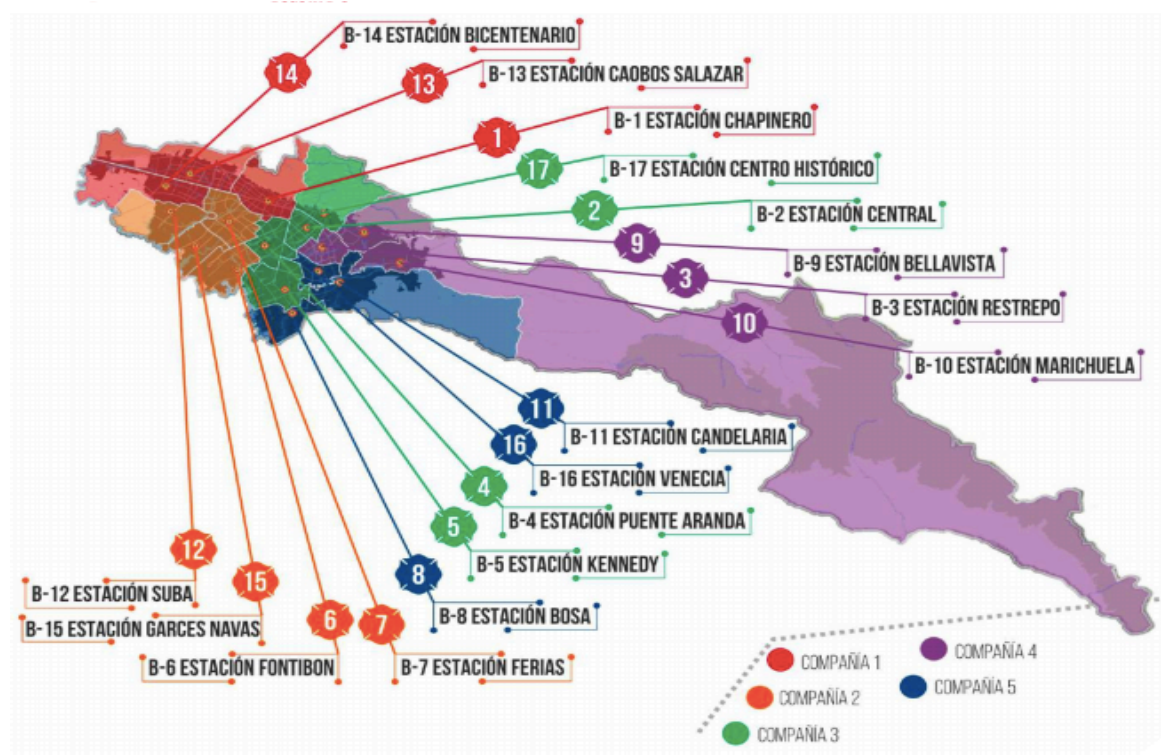 B-14 ESTACIÓN BICENTENARIO
14
B-13 ESTACIÓN CAOBOS SALAZAR
13
B-1 ESTACIÓN CHAPINERO
1
B-17 ESTACIÓN CENTRO HISTÓRICO
17
B-2 ESTACIÓN CENTRAL
2
B-9 ESTACIÓN BELLAVISTA
9
B-3 ESTACIÓN RESTREPO
3
B-10 ESTACIÓN MARICHUELA
10
11
B-11 ESTACIÓN CANDELARIA
16
B-16 ESTACIÓN VENECIA
4
B-4 ESTACIÓN PUENTE ARANDA
5
B-5 ESTACIÓN KENNEDY
8
B-8 ESTACIÓN BOSA
12
B-12 ESTACIÓN SUBA
15
B-15 ESTACIÓN GARCES NAVAS
6
B-6 ESTACIÓN FONTIBON
7
B-7 ESTACIÓN FERIAS
COMPAÑÍA 1
COMPAÑÍA 2
COMPAÑÍA 3
COMPAÑÍA 4
COMPAÑÍA 5